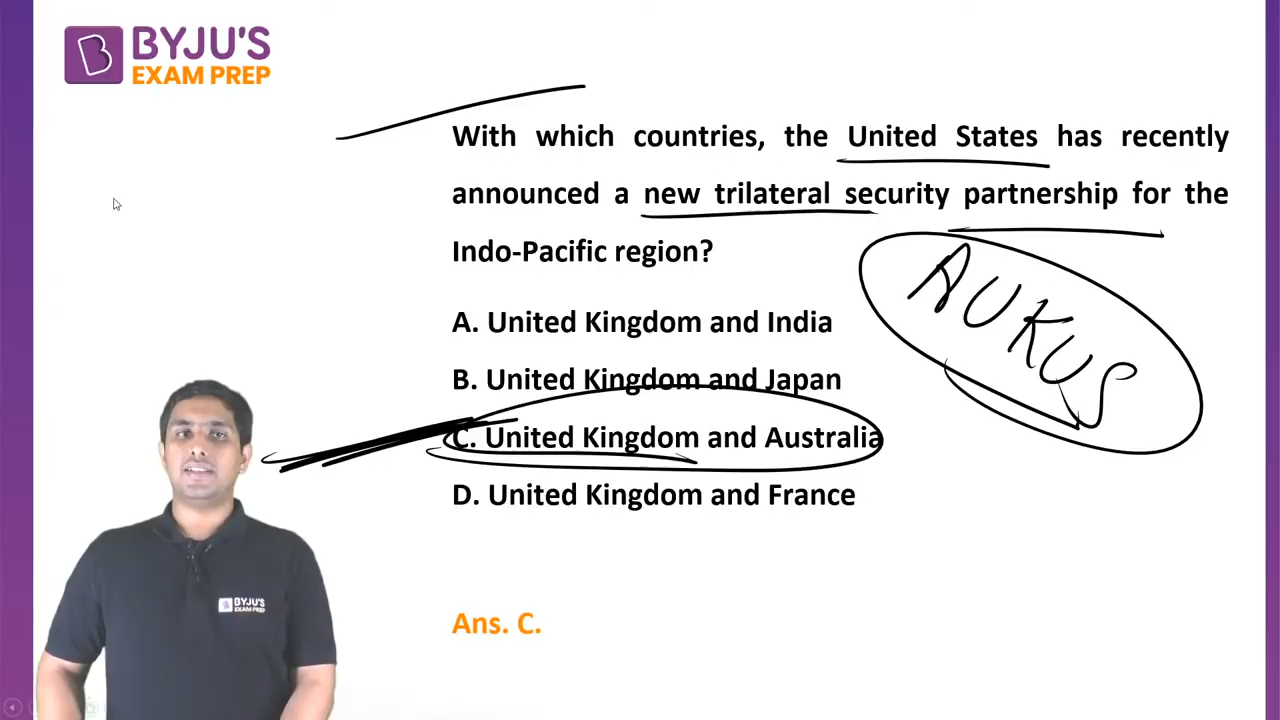 BYJU'S
EXAM PREP
With which countries, the United States has recently
announced a new trilateral security partnership for the
Indo-Pacific region?
AUKUS
A. United Kingdom and India
B. United Kingdom and Japan
C. United Kingdom and Australia
D. United Kingdom and France
BYJU'S
EXAM PREP
Ans. C.